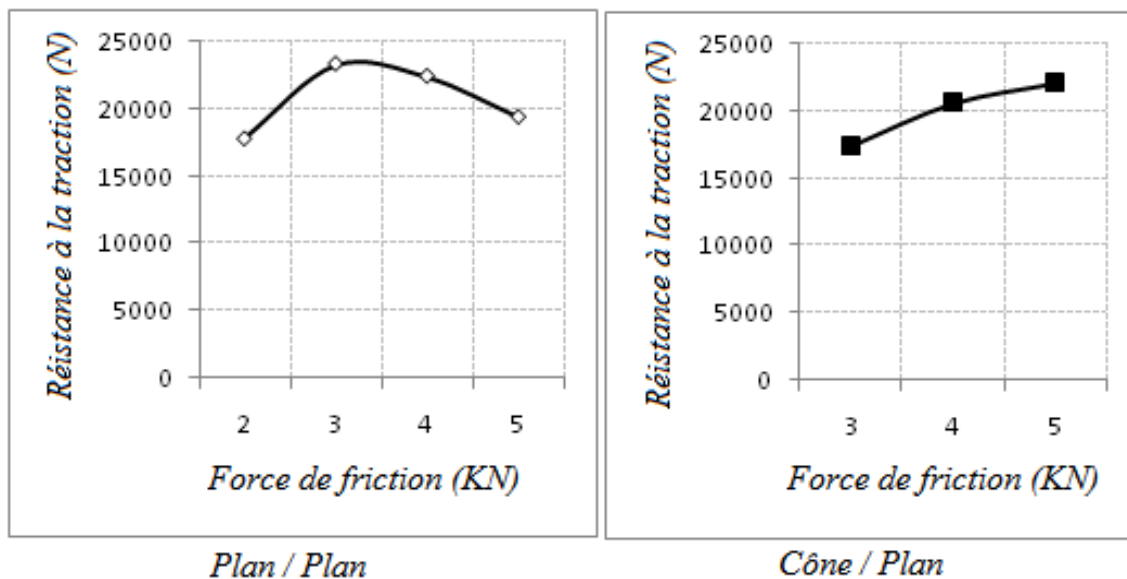 Réistance à la traction (N)
25000
20000
15000
10000
5000
0
2 3 4 5
Force de friction (KN)
Plan / Plan
Réistance à la traction (N)
25000
20000
15000
10000
5000
0
3 4 5
Force de friction (KN)
Cône / Plan